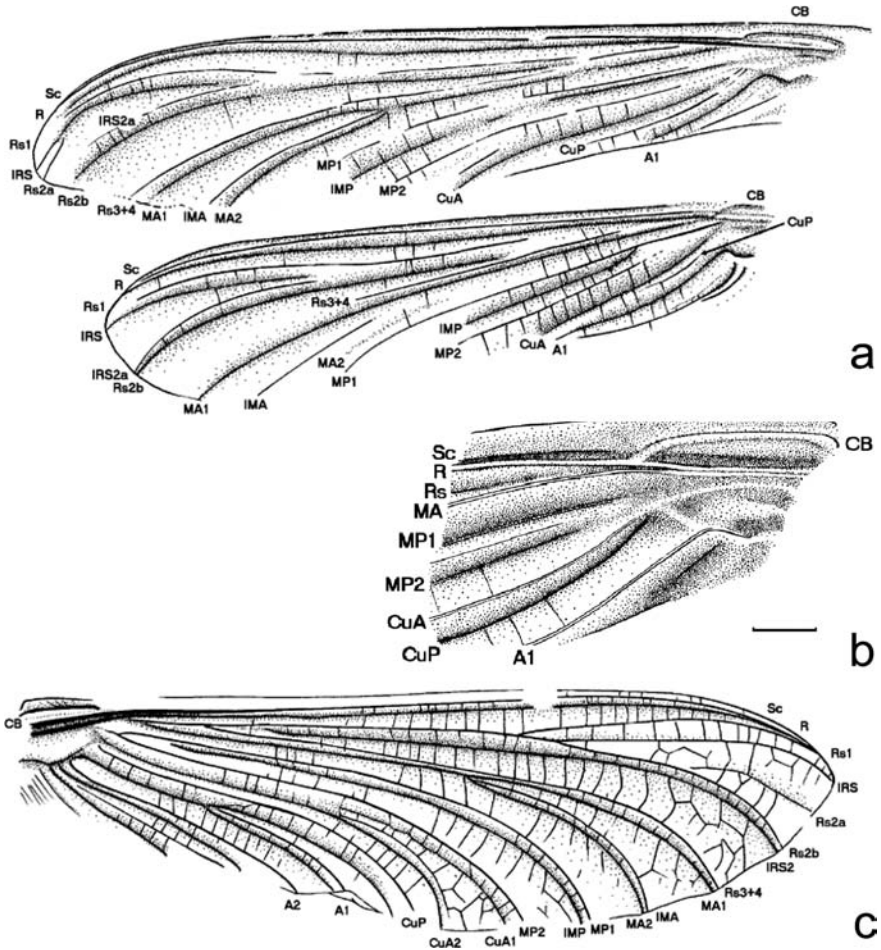 CB
Sc
R
Rs1
IRS
Rs2a
Rs2b
IRS2a
Rs3+4
MA1
IMA
MA2
MP1
IMP
MP2
CuA
CuP
A1
CB
CuP
Sc
R
Rs1
IRS
IRS2a
Rs2b
Rs3+4
MA1
IMA
MA2
MP1
IMP
MP2
CuA
A1
a
Sc
R
Rs
MA
MP1
MP2
CuA
CuP
A1
CB
b
CB
Sc
R
Rs1
IRS
Rs2a
Rs2b
IRS2
Rs3+4
MA1
IMA
MA2
MP1
IMP
MP2
CuA1
CuA2
CuP
A1
A2
c